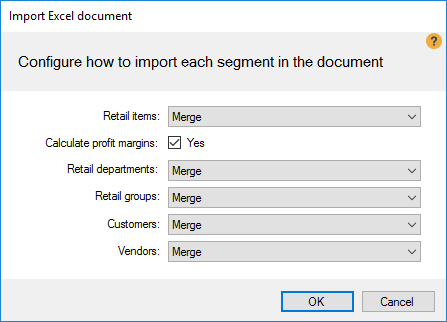 Import Excel document
?
Configure how to import each segment in the document
Retail items: Merge
Calculate profit margins: Yes
Retail departments: Merge
Retail groups: Merge
Customers: Merge
Vendors: Merge
OK Cancel